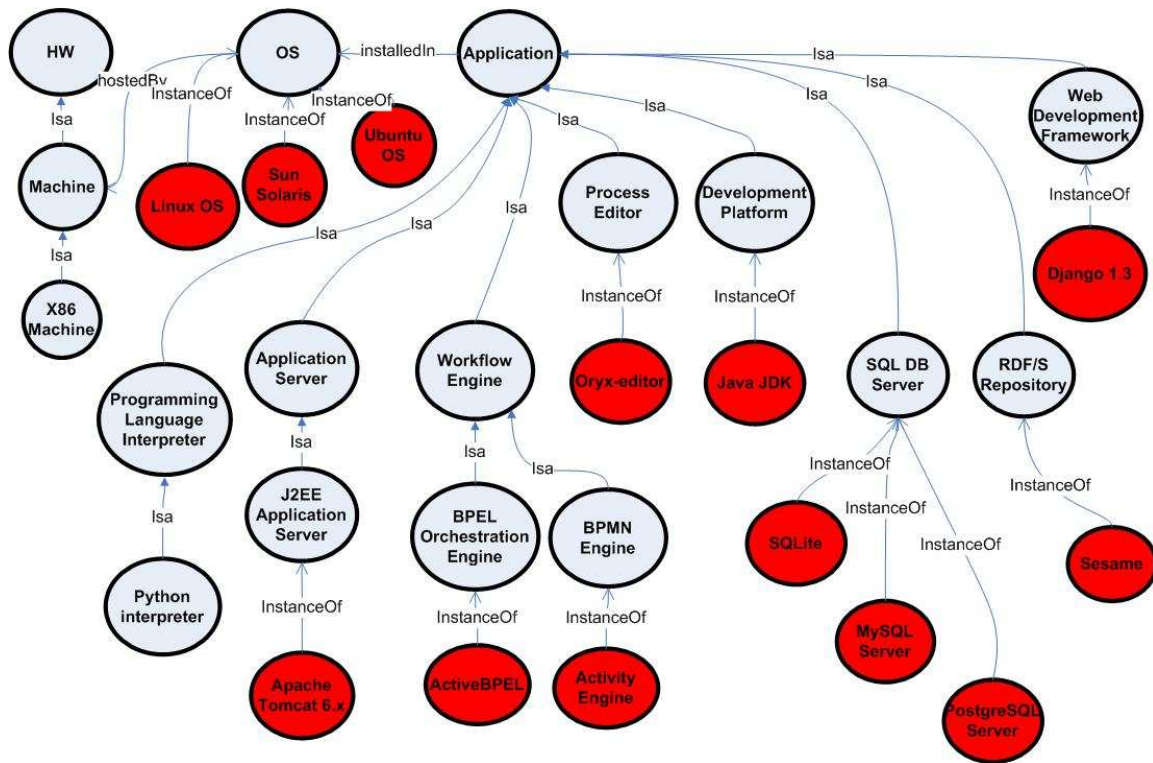 HW
OS
installedIn
Application
Isa
hostedBy
InstanceOf
InstanceOf
InstanceOf
Isa
Isa
Isa
Isa
Web
Development
Framework
Isa
Machine
Linux OS
Sun
Solaris
Ubuntu
OS
Process
Editor
Development
Platform
InstanceOf
Isa
Isa
Isa
Isa
Django 1.3
X86
Machine
InstanceOf
InstanceOf
Programming
Language
Interpreter
Application
Server
Workflow
Engine
Oryx-editor
Java JDK
SQL DB
Server
RDF/S
Repository
Isa
Isa
Isa
InstanceOf
InstanceOf
InstanceOf
InstanceOf
Isa
J2EE
Application
Server
BPEL
Orchestration
Engine
BPMN
Engine
SQLite
Sesame
Python
interpreter
InstanceOf
InstanceOf
InstanceOf
MySQL
Server
Apache
Tomcat 6.x
ActiveBPEL
Activity
Engine
PostgreSQL
Server